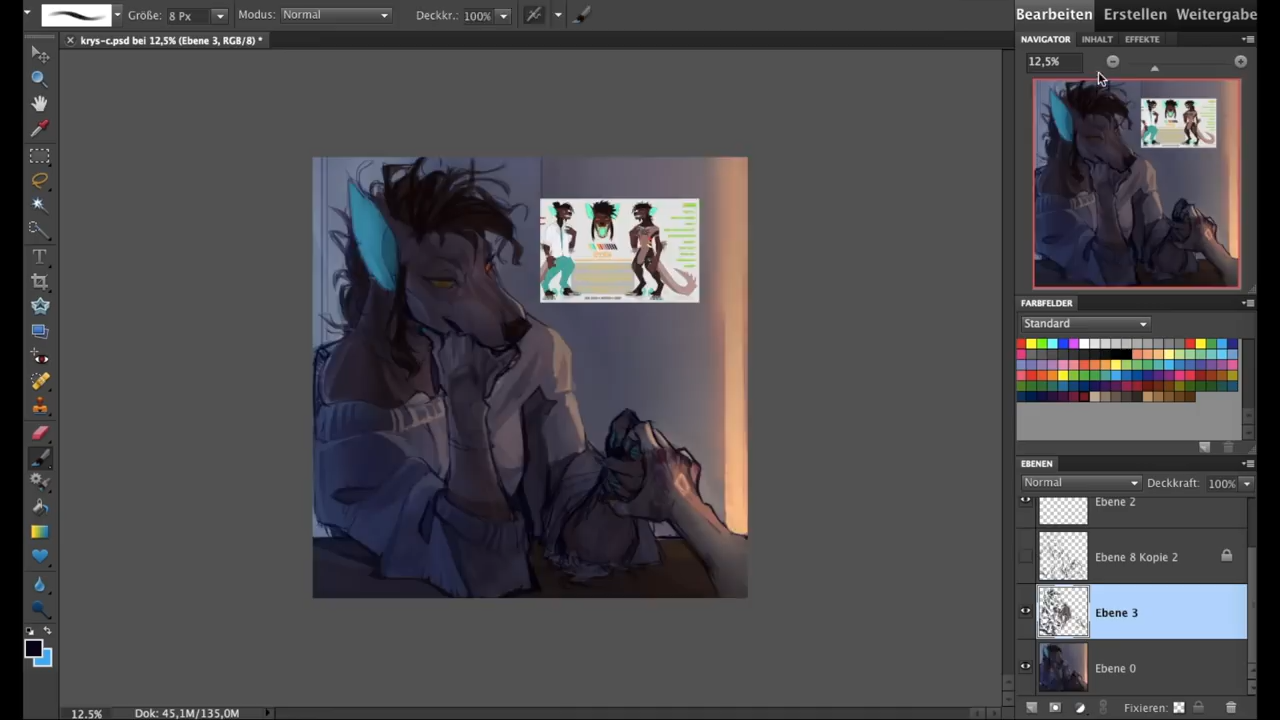 Größe: 8 Px Modus: Normal Deckkr.: 100%
Bearbeiten Erstellen Weitergabe
krys-c.psd bei 12,5% (Ebene 3, RGB/8) *
NAVIGATOR INHALT EFFEKTE
12,5%
FARBFELDER
Standard
EBENEN
Normal Deckkraft: 100%
Ebene 2
Ebene 8 Kopie 2
Ebene 3
Ebene 0
Fixieren:
12.5% Dok: 45,1M/135,0M